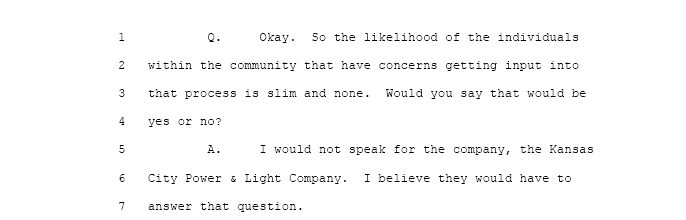 1 Q. Okay. So the likelihood of the individuals
2 within the community that have concerns getting input into
3 that process is slim and none. Would you say that would be
4 yes or no?
5 A. I would not speak for the company, the Kansas
6 City Power & Light Company. I believe they would have to
7 answer that question.